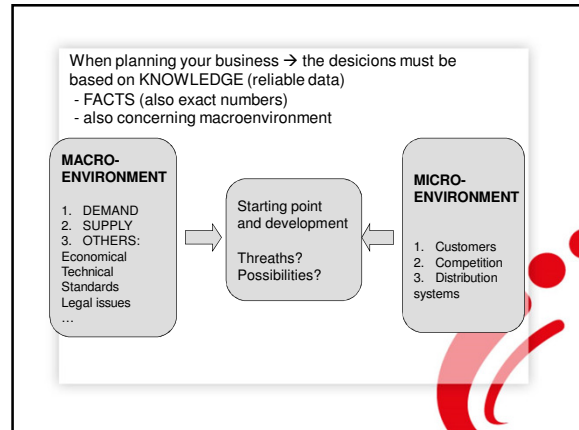 When planning your business → the desicions must be
based on KNOWLEDGE (reliable data)
- FACTS (also exact numbers)
- also concerning macroenvironment
MACRO-
ENVIRONMENT
1. DEMAND
2. SUPPLY
3. OTHERS:
Economical
Technical
Standards
Legal issues
…
Starting point
and development
Threaths?
Possibilities?
MICRO-
ENVIRONMENT
1. Customers
2. Competition
3. Distribution
systems